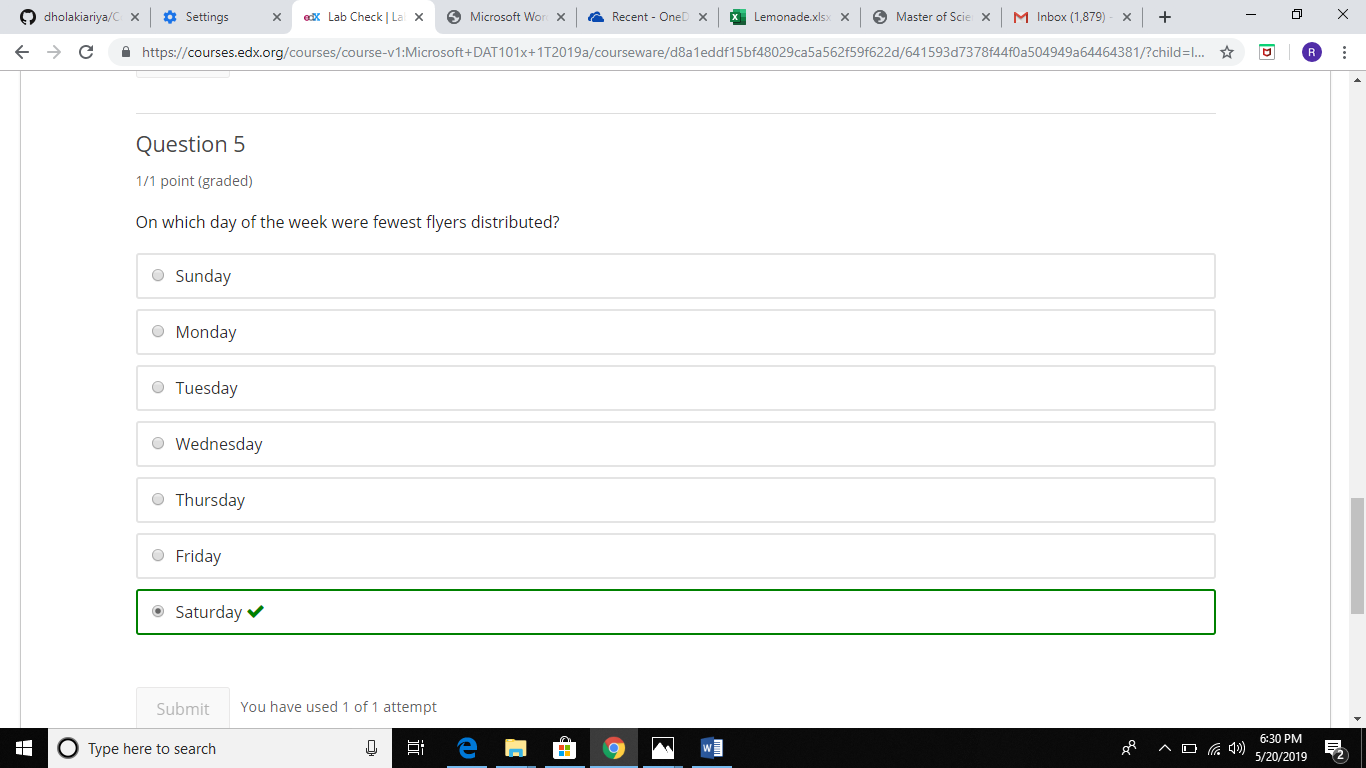 dholakiariya/C
Settings
edX Lab Check | La
Microsoft Wor
Recent - OneD
Lemonade.xlsx
Master of Scie
Inbox (1,879) -
https://courses.edx.org/courses/course-v1:Microsoft+DAT101x+1T2019a/courseware/d8a1eddf15bf48029ca5a562f59f622d/641593d7378f44f0a504949a64464381/?child=l...
R
Question 5
1/1 point (graded)
On which day of the week were fewest flyers distributed?
Sunday
Monday
Tuesday
Wednesday
Thursday
Friday
Saturday
Submit
You have used 1 of 1 attempt
Type here to search
6:30 PM
5/20/2019
2